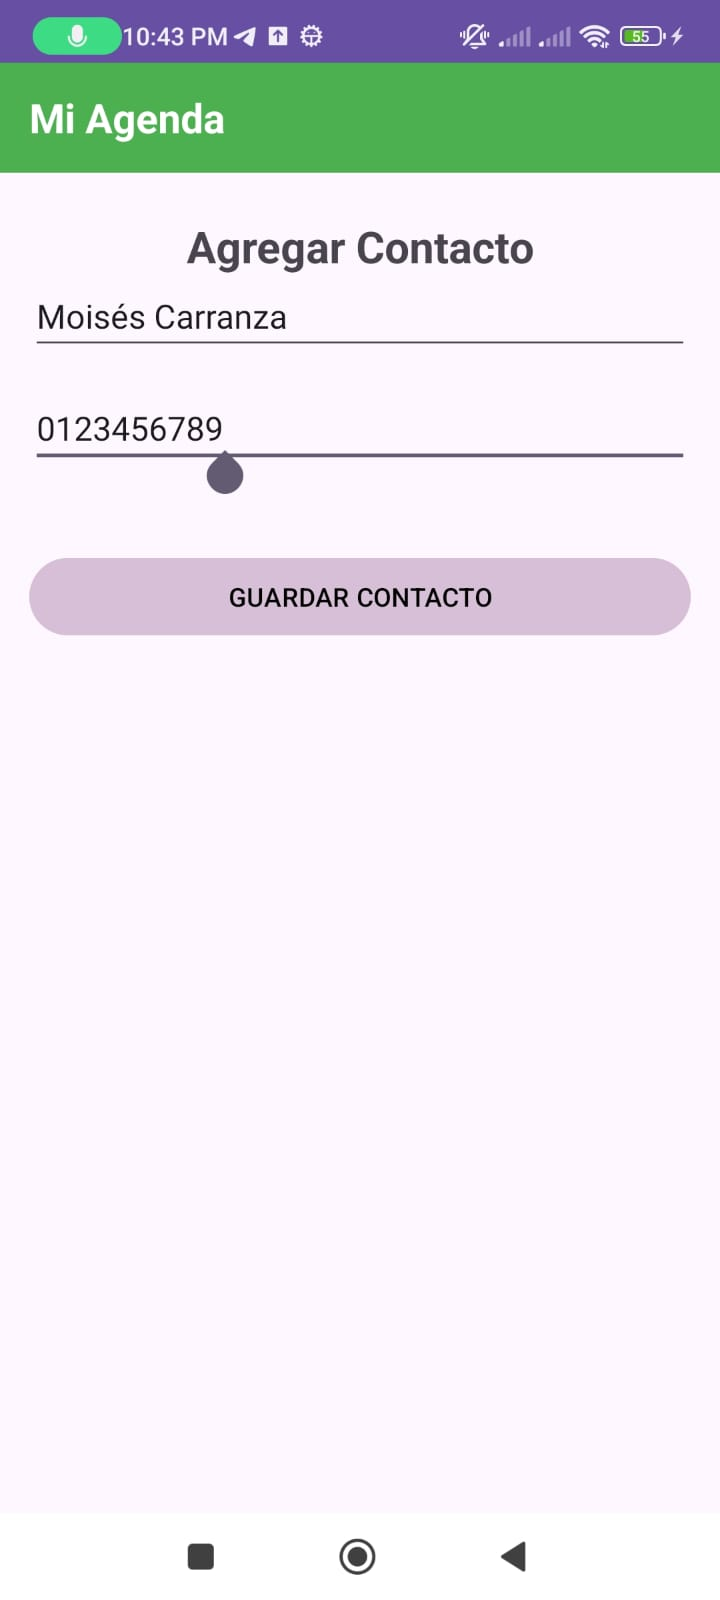 10:43 PM
55
Mi Agenda
Agregar Contacto
Moisés Carranza
0123456789
GUARDAR CONTACTO